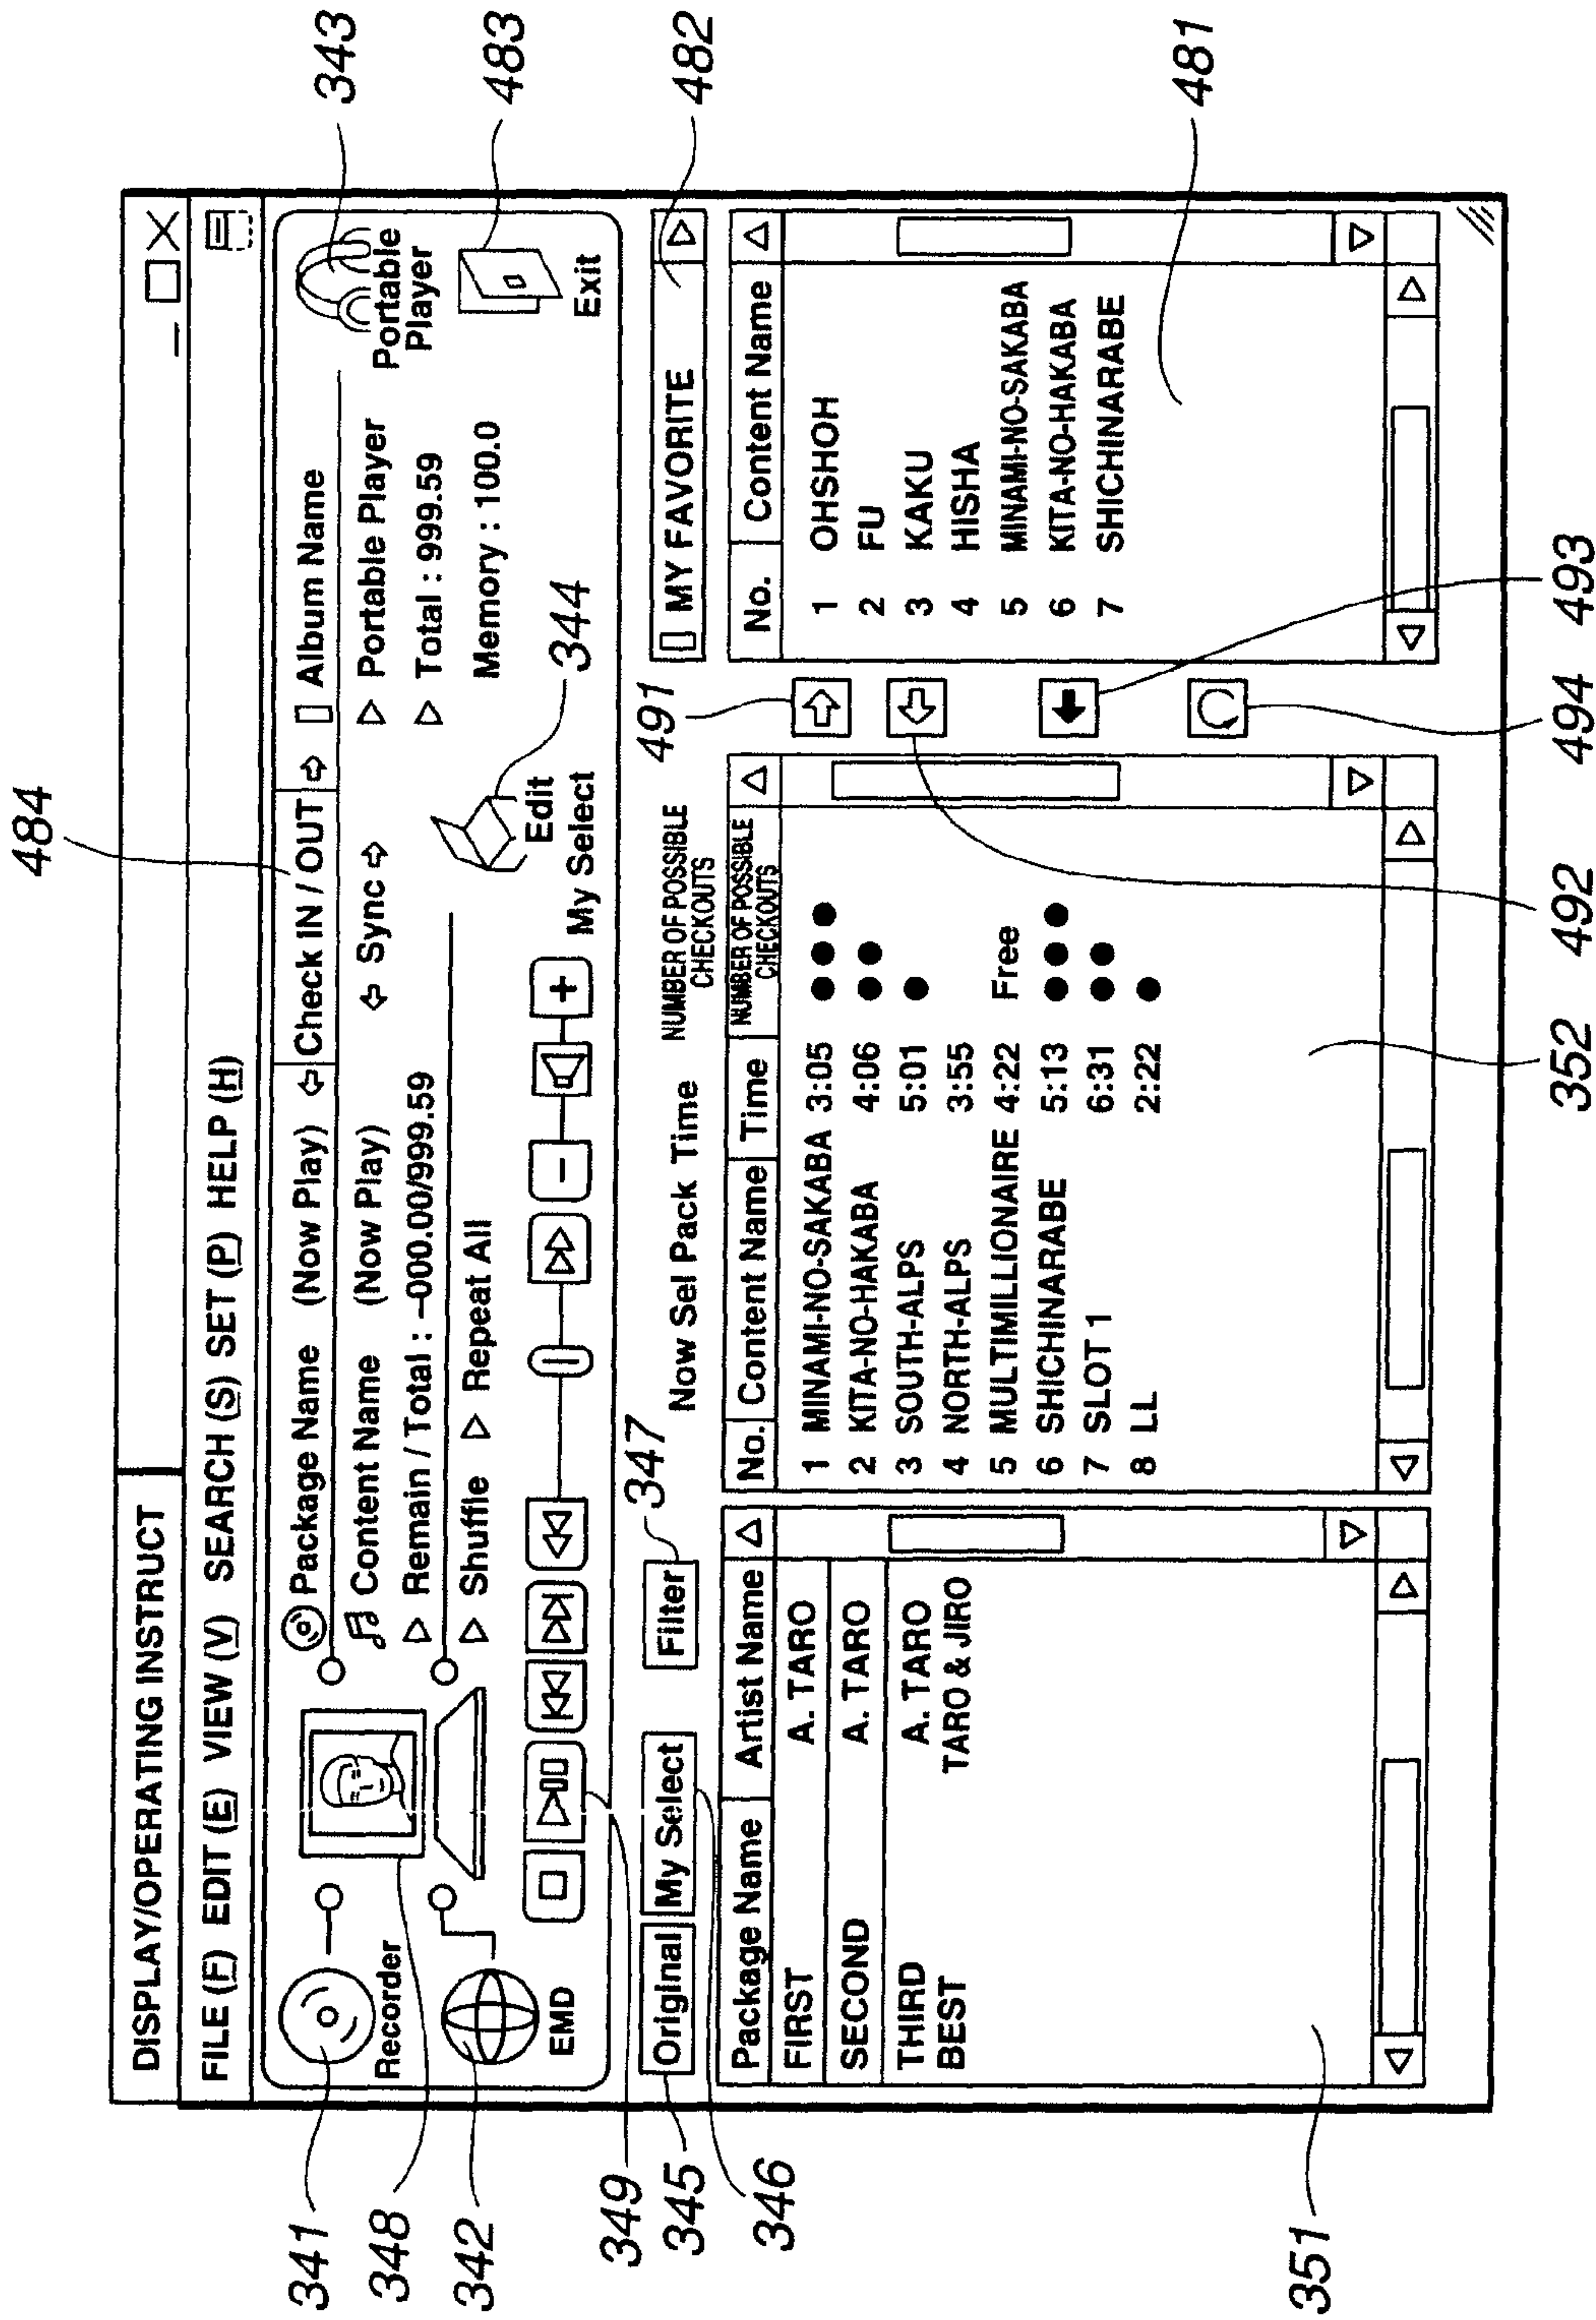 484
DISPLAY/OPERATING INSTRUCT
FILE (F) EDIT (E) VIEW (V) SEARCH (S) SET (P) HELP (H)
341
348
342
349
345
346
351
343
483
482
481
Recorder
EMD
Package Name (Now Play)
Check IN / OUT
Album Name
Content Name (Now Play)
Sync
Portable Player
Remain / Total : -000.00/999.59
Total : 999.59
Shuffle
Repeat All
Memory : 100.0
Portable
Player
Exit
Edit
My Select
344
Original
My Select
Filter
347
Now Sel Pack Time
NUMBER OF POSSIBLE
CHECKOUTS
491
MY FAVORITE
Package Name Artist Name
FIRST A. TARO
SECOND A. TARO
THIRD A. TARO
BEST TARO & JIRO
No. Content Name Time NUMBER OF POSSIBLE
CHECKOUTS
1 MINAMI-NO-SAKABA 3:05
2 KITA-NO-HAKABA 4:06
3 SOUTH-ALPS 5:01
4 NORTH-ALPS 3:55
5 MULTIMILLIONAIRE 4:22 Free
6 SHICHINARABE 5:13
7 SLOT 1 6:31
8 LL 2:22
No. Content Name
1 OHSHOH
2 FU
3 KAKU
4 HISHA
5 MINAMI-NO-SAKABA
6 KITA-NO-HAKABA
7 SHICHINARABE
352
492
494
493